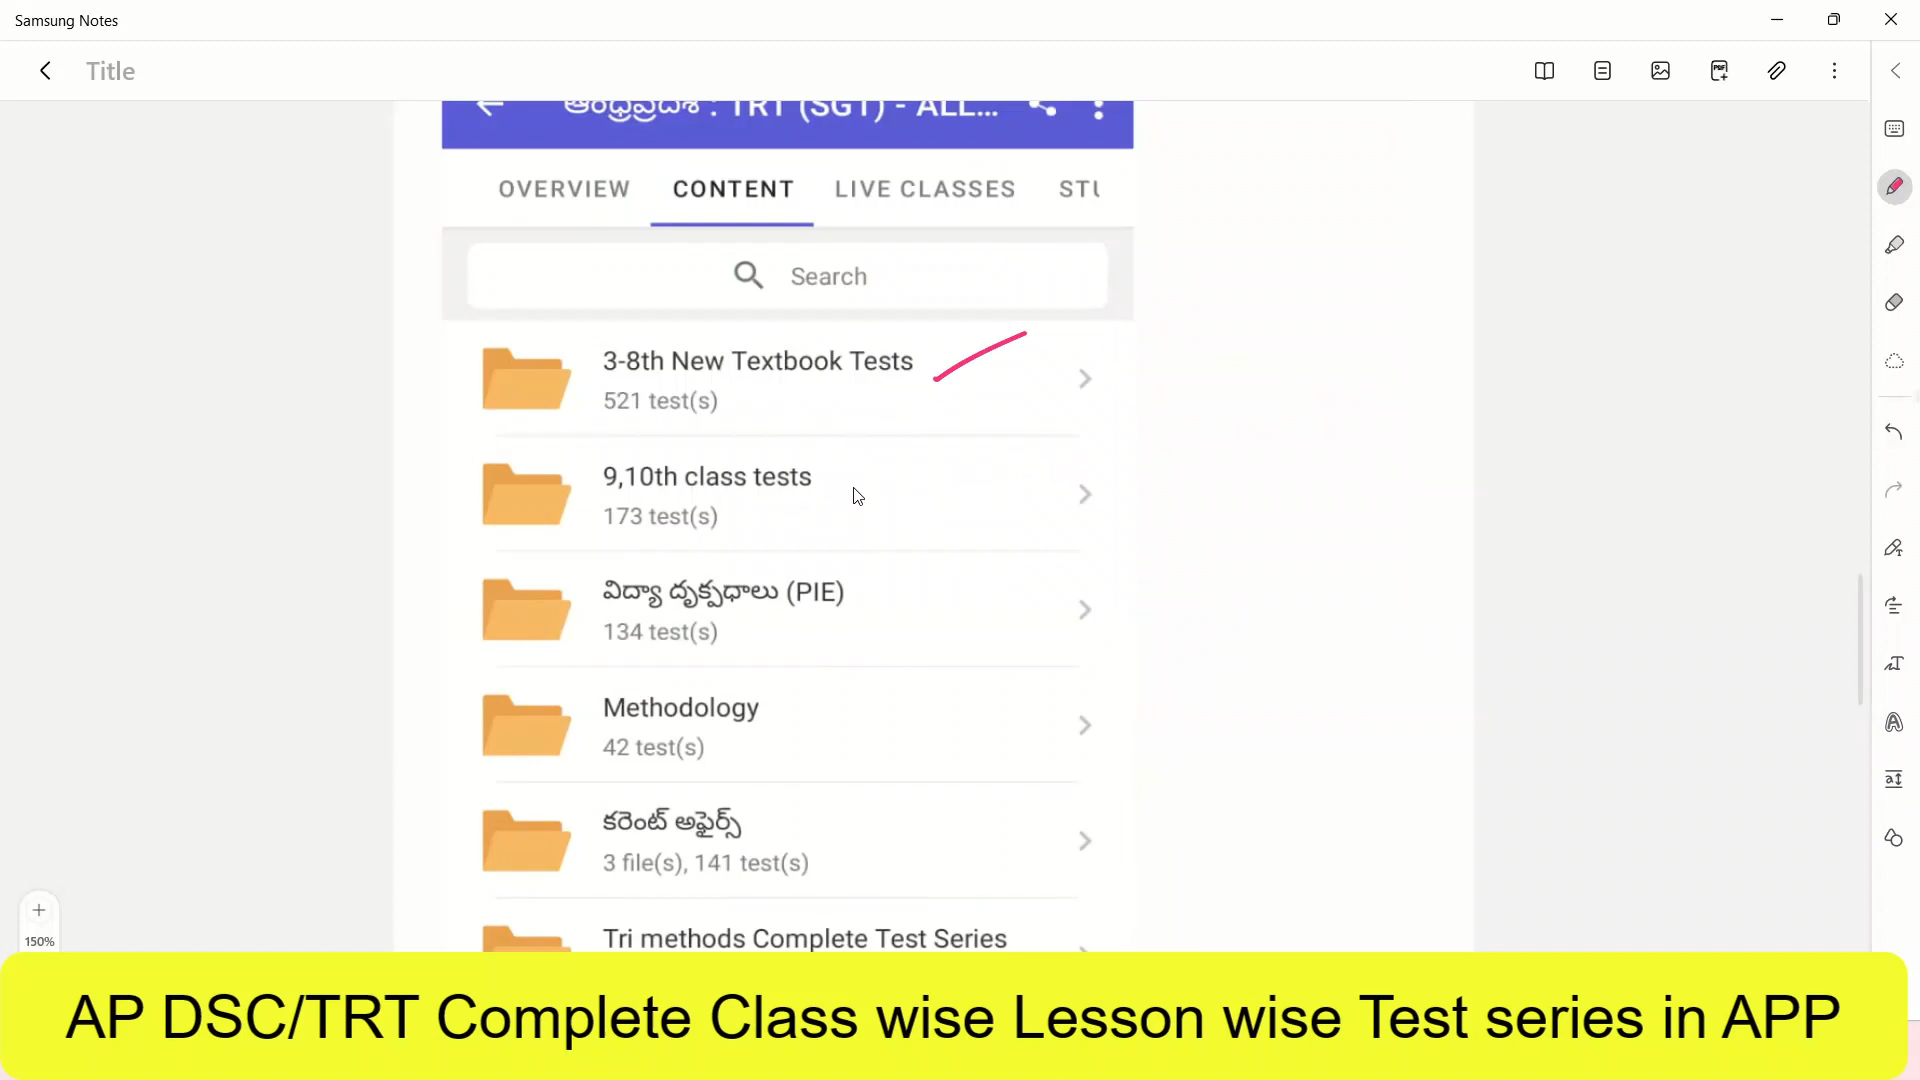 Samsung Notes
Title
ఆంధ్రప్రదేశ్ : TRT (SGT) - ALL...
OVERVIEW CONTENT LIVE CLASSES STU
Search
3-8th New Textbook Tests
521 test(s)
9,10th class tests
173 test(s)
విద్యా దృక్పధాలు (PIE)
134 test(s)
Methodology
42 test(s)
కరెంట్ అఫైర్స్
3 file(s), 141 test(s)
Tri methods Complete Test Series
150%
AP DSC/TRT Complete Class wise Lesson wise Test series in APP